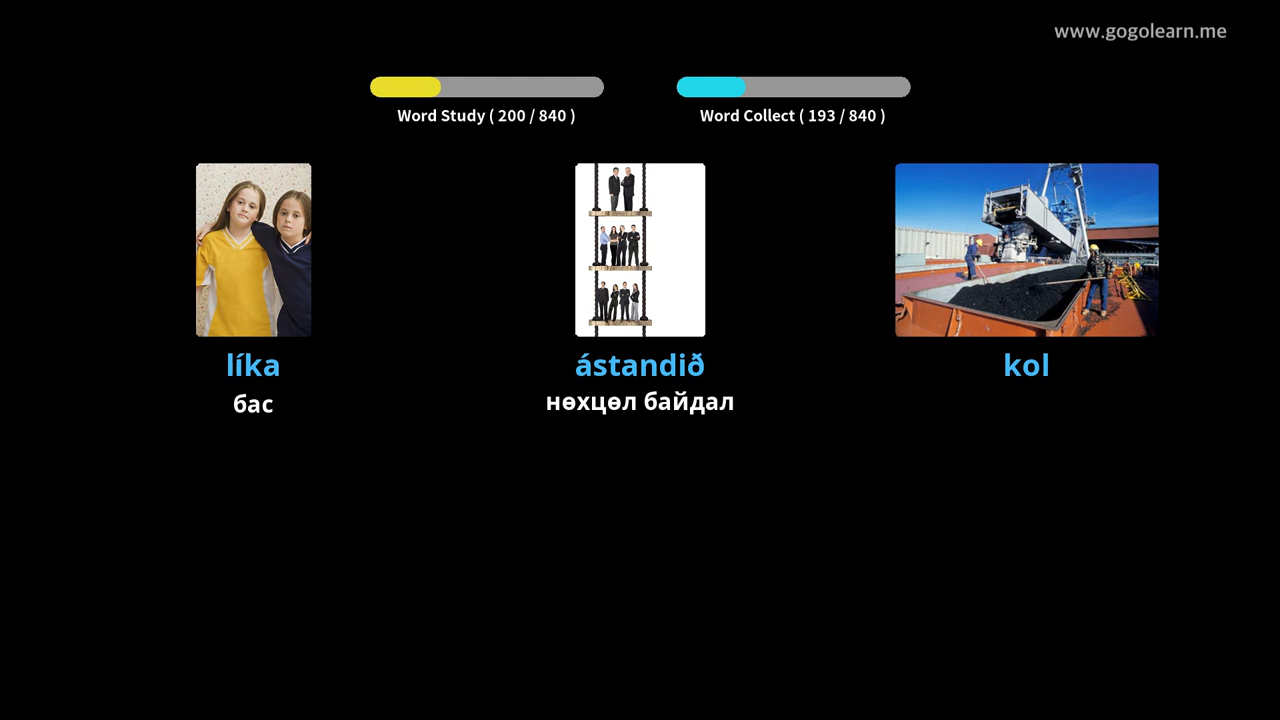 www.gogolearn.me
Word Study ( 200 / 840 )
Word Collect ( 193 / 840 )
líka
ástandið
kol
бас
нөхцөл байдал